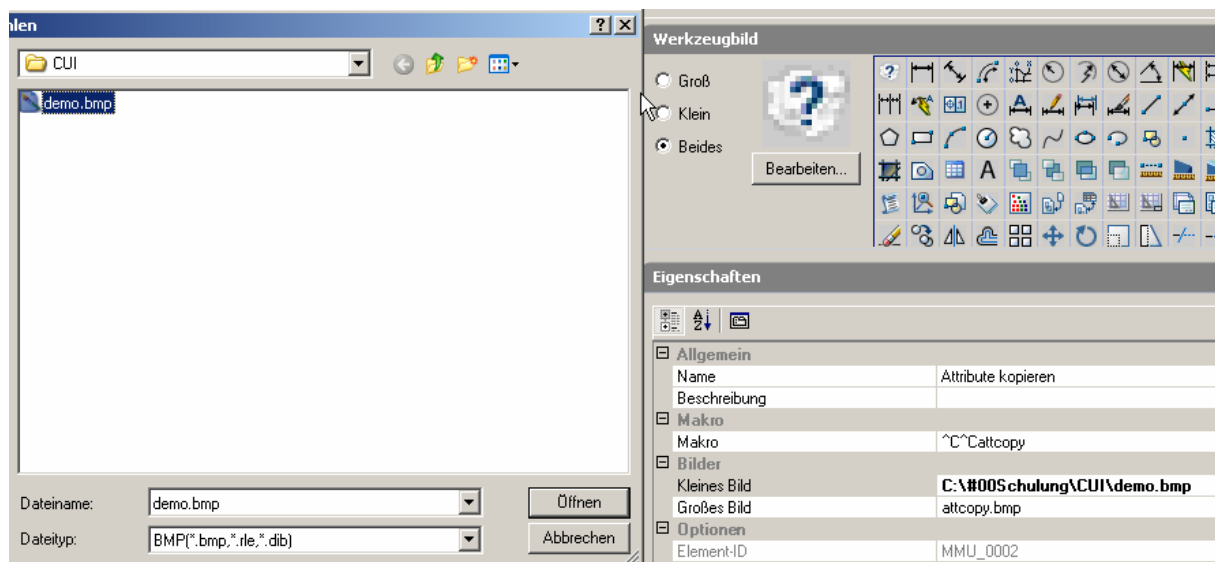 hlen
CUI
demo.bmp
Dateiname:
demo.bmp
Öffnen
Dateityp:
BMP(*.bmp,*.rle,*.dib)
Abbrechen
Werkzeugbild
Groß
Klein
Beides
Bearbeiten...
Eigenschaften
Allgemein
Name Attribute kopieren
Beschreibung
Makro
Makro ^C^Cattcopy
Bilder
Kleines Bild C:\#00Schulung\CUI\demo.bmp
Großes Bild attcopy.bmp
Optionen
Element-ID MMU_0002